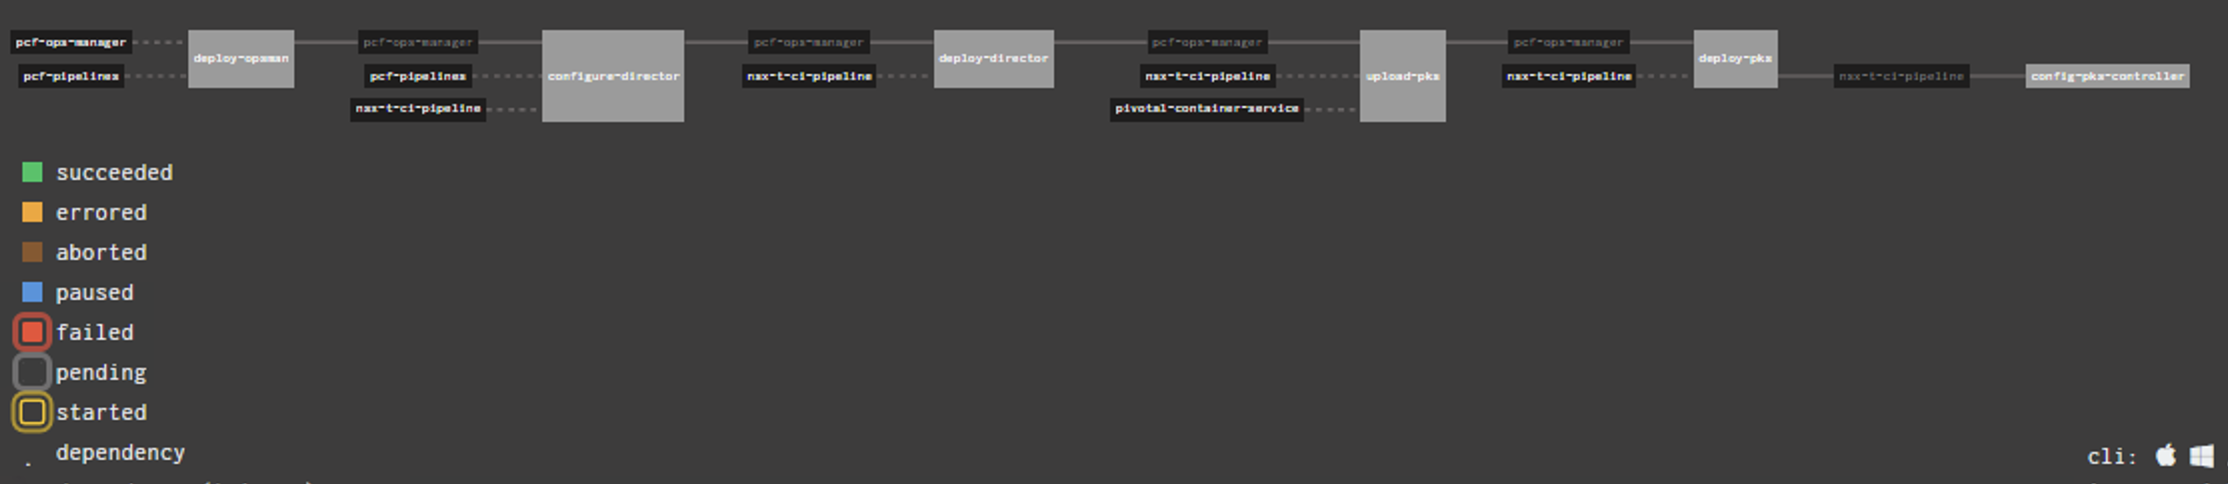 pcf-ops-manager
pcf-pipelines
deploy-opsman
pcf-ops-manager
pcf-pipelines
nsx-t-ci-pipeline
configure-director
pcf-ops-manager
nsx-t-ci-pipeline
deploy-director
pcf-ops-manager
nsx-t-ci-pipeline
pivotal-container-service
upload-pks
pcf-ops-manager
nsx-t-ci-pipeline
deploy-pks
nsx-t-ci-pipeline
config-pks-controller
succeeded
errored
aborted
paused
failed
pending
started
dependency
cli: